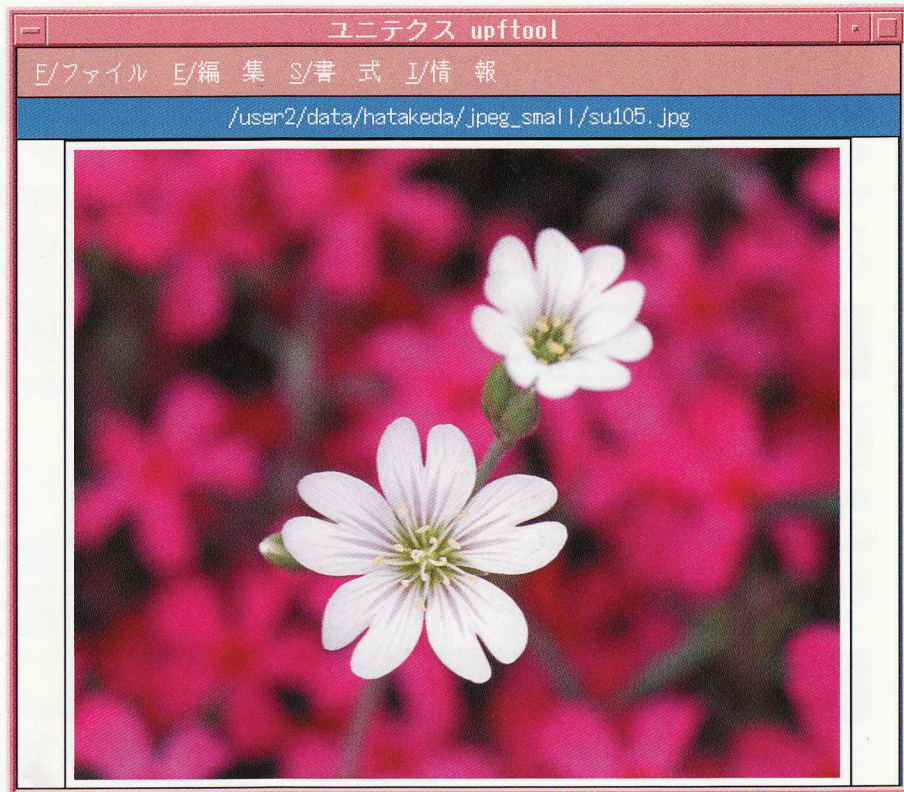 ユニテクス upftool
F/ファイル E/編 集 S/書 式 I/情 報
/user2/data/hatakeda/jpeg_small/su105.jpg